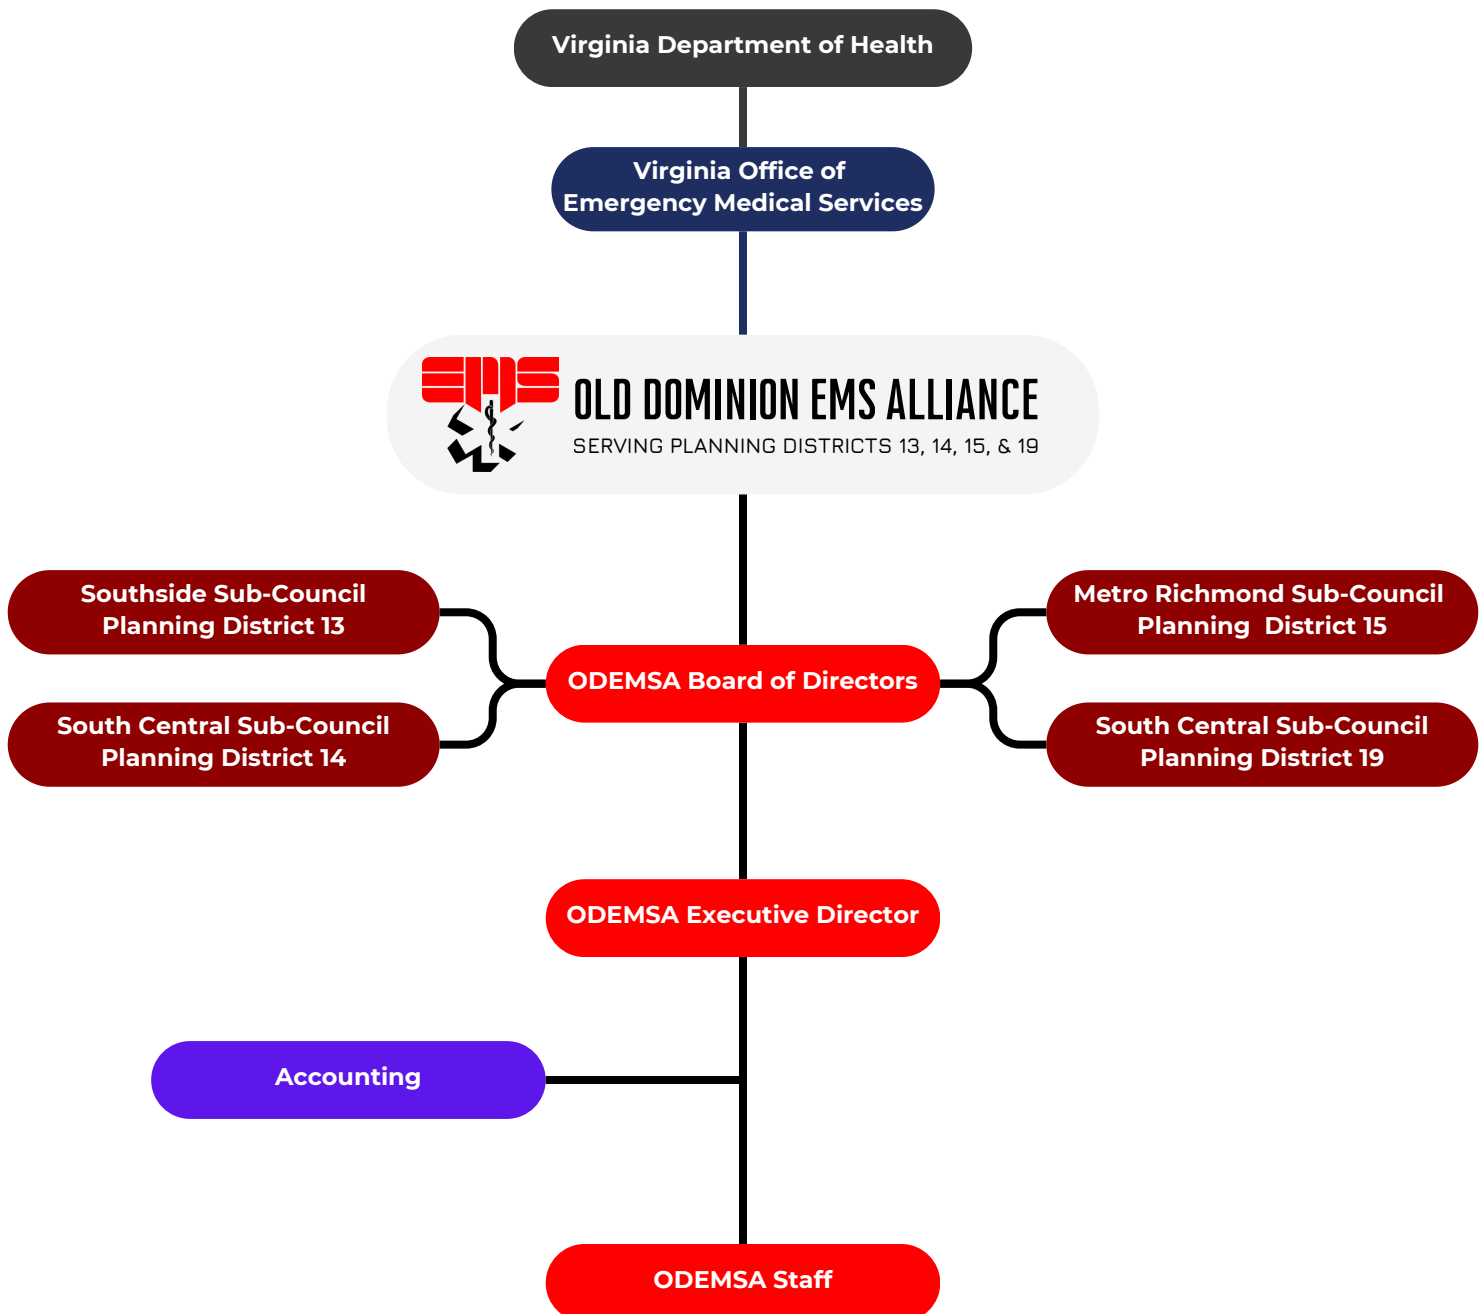 Virginia Department of Health
Virginia Office of
Emergency Medical Services
EMS
OLD DOMINION EMS ALLIANCE
SERVING PLANNING DISTRICTS 13, 14, 15, & 19
Southside Sub-Council
Planning District 13
Metro Richmond Sub-Council
Planning District 15
ODEMSA Board of Directors
South Central Sub-Council
Planning District 14
South Central Sub-Council
Planning District 19
ODEMSA Executive Director
Accounting
ODEMSA Staff